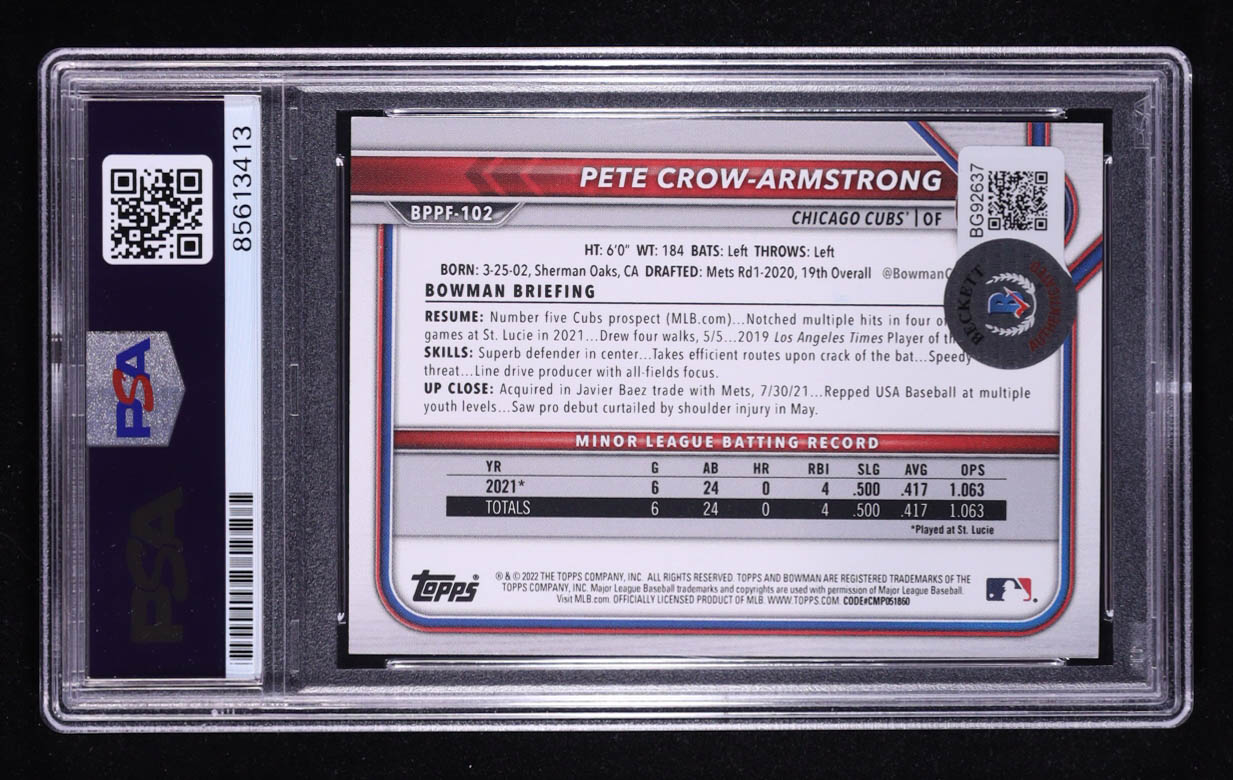 85613413
PSA
PSA
PETE CROW-ARMSTRONG
BPPF-102
CHICAGO CUBS® | OF
BG92637
BECKETT
HT: 6'0" WT: 184 BATS: Left THROWS: Left
BORN: 3-25-02, Sherman Oaks, CA DRAFTED: Mets Rd1-2020, 19th Overall
BOWMAN BRIEFING
RESUME: Number five Cubs prospect (MLB.com)...Notched multiple hits in four
games at St. Lucie in 2021...Drew four walks, 5/5...2019 Los Angeles Times Player of
SKILLS: Superb defender in center...Takes efficient routes upon crack of the bat...Speedy
threat...Line drive producer with all-fields focus.
UP CLOSE: Acquired in Javier Baez trade with Mets, 7/30/21...Repped USA Baseball at multiple
youth levels...Saw pro debut curtailed by shoulder injury in May.
MINOR LEAGUE BATTING RECORD
YR G AB HR RBI SLG AVG OPS
2021* 6 24 0 4 .500 .417 1.063
TOTALS 6 24 0 4 .500 .417 1.063
*Played at St. Lucie
Topps®
® & © 2022 THE TOPPS COMPANY, INC. ALL RIGHTS RESERVED. TOPPS AND BOWMAN ARE REGISTERED TRADEMARKS OF THE
TOPPS COMPANY, INC. Major League Baseball trademarks and copyrights are used with permission of Major League Baseball.
Visit MLB.com. OFFICIALLY LICENSED PRODUCT OF MLB. WWW.TOPPS.COM. CODE#CMP051860